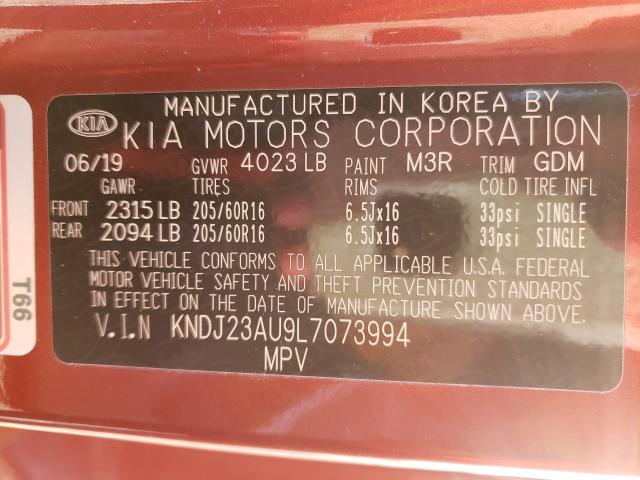 MANUFACTURED IN KOREA BY
KIA KIA MOTORS CORPORATION
06/19 GVWR 4023 LB PAINT M3R TRIM GDM
GAWR TIRES RIMS COLD TIRE INFL
FRONT 2315 LB 205/60R16 6.5Jx16 33psi SINGLE
REAR 2094 LB 205/60R16 6.5Jx16 33psi SINGLE
THIS VEHICLE CONFORMS TO ALL APPLICABLE U.S.A. FEDERAL
MOTOR VEHICLE SAFETY AND THEFT PREVENTION STANDARDS
IN EFFECT ON THE DATE OF MANUFACTURE SHOWN ABOVE.
V.I.N KNDJ23AU9L7073994
MPV
T66